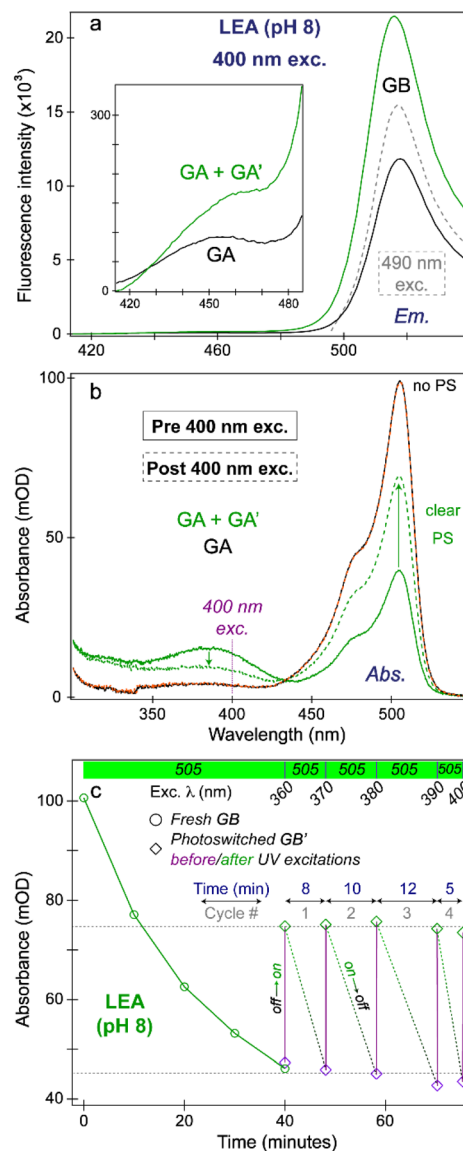 a
LEA (pH 8)
400 nm exc.
Fluorescence intensity (x10³)
20
15
10
5
0
300
0
GA + GA'
GA
420
440
460
480
GB
490 nm
exc.
Em.
420
460
500
b
Absorbance (mOD)
100
50
0
Pre 400 nm exc.
Post 400 nm exc.
no PS
GA + GA'
GA
clear
PS
400 nm
exc.
Abs.
350
400
450
500
Wavelength (nm)
505
505
505
505
505
c
Exc. λ (nm)
360
370
380
390
400
Fresh GB
Photoswitched GB'
before/after UV excitations
Time (min)
8
10
12
5
Cycle #
1
2
3
4
off→on
on→off
LEA
(pH 8)
Absorbance (mOD)
100
80
60
40
0
20
40
60
Time (minutes)